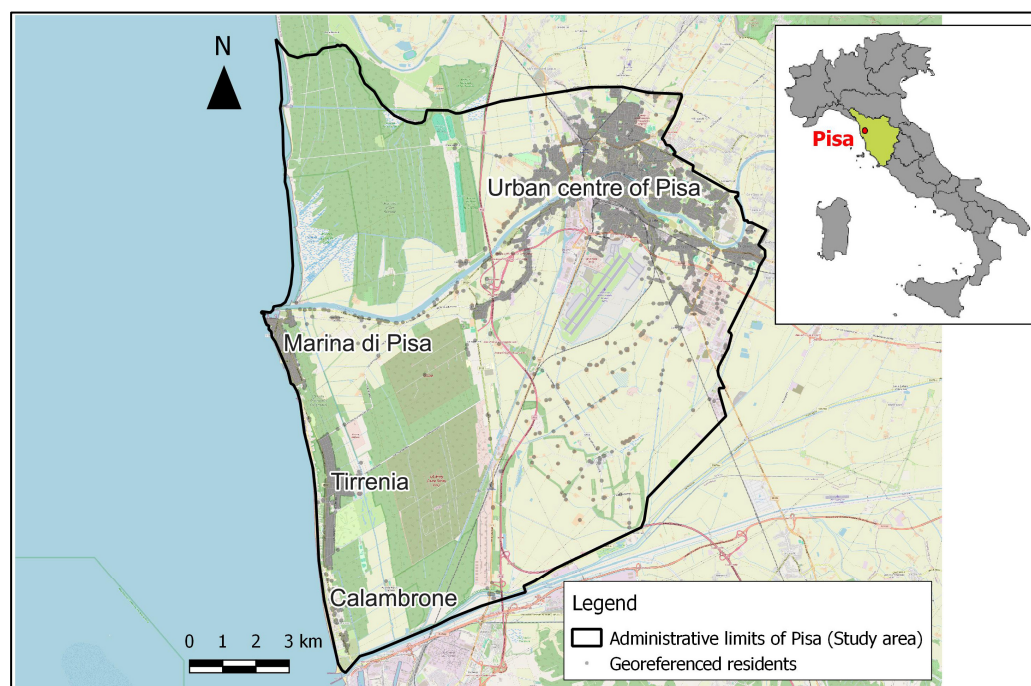 N
Urban centre of Pisa
Pisa
Marina di Pisa
Tirrenia
Calambrone
0 1 2 3 km
Legend
Administrative limits of Pisa (Study area)
Georeferenced residents